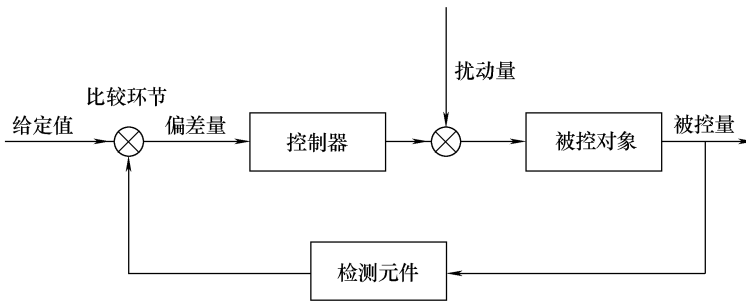 扰动量
比较环节
给定值
偏差量
被控量
控制器
被控对象
检测元件